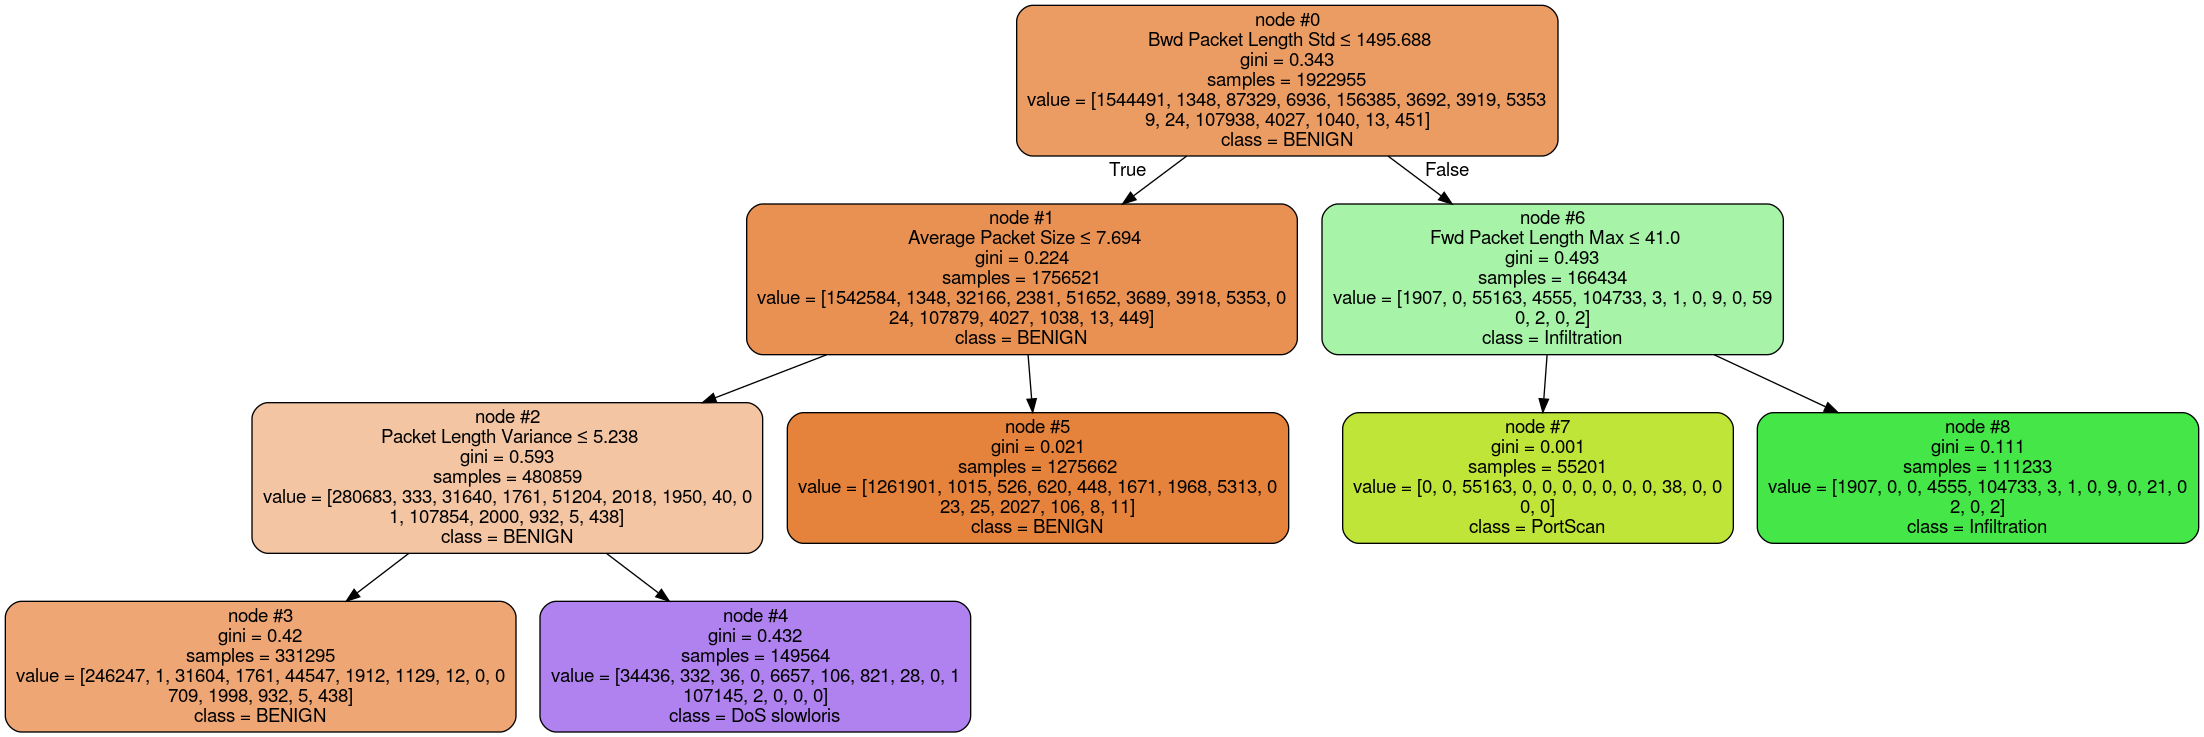 node #0
Bwd Packet Length Std ≤ 1495.688
gini = 0.343
samples = 1922955
value = [1544491, 1348, 87329, 6936, 156385, 3692, 3919, 5353
9, 24, 107938, 4027, 1040, 13, 451]
class = BENIGN
True
False
node #1
Average Packet Size ≤ 7.694
gini = 0.224
samples = 1756521
value = [1542584, 1348, 32166, 2381, 51652, 3689, 3918, 5353, 0
24, 107879, 4027, 1038, 13, 449]
class = BENIGN
node #6
Fwd Packet Length Max ≤ 41.0
gini = 0.493
samples = 166434
value = [1907, 0, 55163, 4555, 104733, 3, 1, 0, 9, 0, 59
0, 2, 0, 2]
class = Infiltration
node #2
Packet Length Variance ≤ 5.238
gini = 0.593
samples = 480859
value = [280683, 333, 31640, 1761, 51204, 2018, 1950, 40, 0
1, 107854, 2000, 932, 5, 438]
class = BENIGN
node #5
gini = 0.021
samples = 1275662
value = [1261901, 1015, 526, 620, 448, 1671, 1968, 5313, 0
23, 25, 2027, 106, 8, 11]
class = BENIGN
node #7
gini = 0.001
samples = 55201
value = [0, 0, 55163, 0, 0, 0, 0, 0, 0, 0, 38, 0, 0
0, 0]
class = PortScan
node #8
gini = 0.111
samples = 111233
value = [1907, 0, 0, 4555, 104733, 3, 1, 0, 9, 0, 21, 0
2, 0, 2]
class = Infiltration
node #3
gini = 0.42
samples = 331295
value = [246247, 1, 31604, 1761, 44547, 1912, 1129, 12, 0, 0
709, 1998, 932, 5, 438]
class = BENIGN
node #4
gini = 0.432
samples = 149564
value = [34436, 332, 36, 0, 6657, 106, 821, 28, 0, 1
107145, 2, 0, 0, 0]
class = DoS slowloris